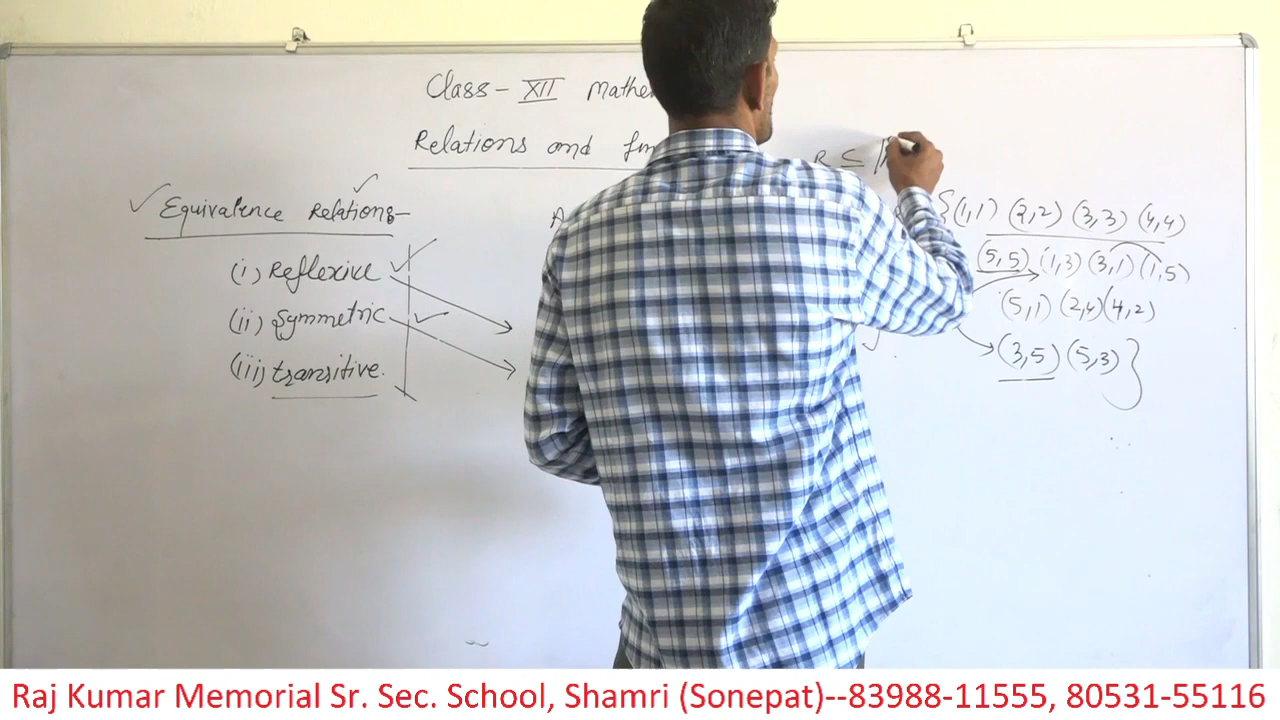 Class - XII Mathe
Relations and fun
R ⊆
Equivalence Relations-
(i) Reflexive
(ii) Symmetric
(iii) transitive.
A
{(1,1) (2,2) (3,3) (4,4)
(5,5) (1,3) (3,1) (1,5)
(5,1) (2,4) (4,2)
(3,5) (5,3)}
Raj Kumar Memorial Sr. Sec. School, Shamri (Sonepat)--83988-11555, 80531-55116